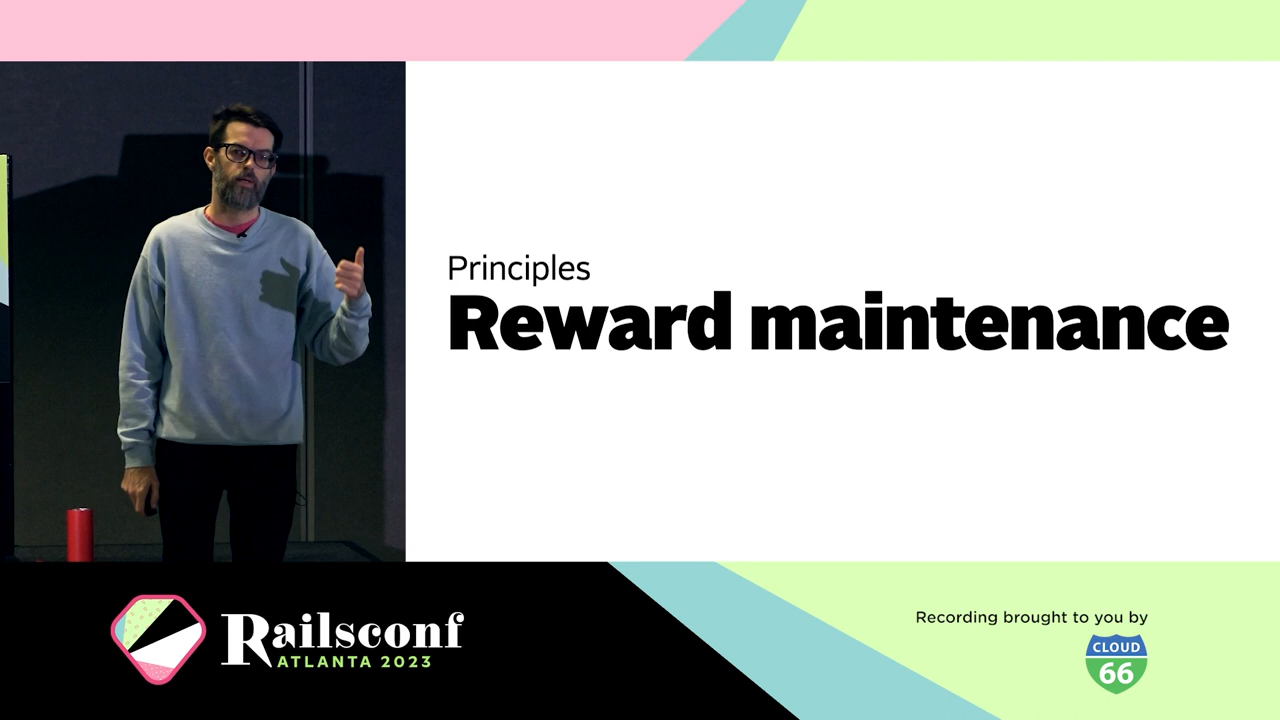 Principles
Reward maintenance
Railsconf
ATLANTA 2023
Recording brought to you by
CLOUD
66